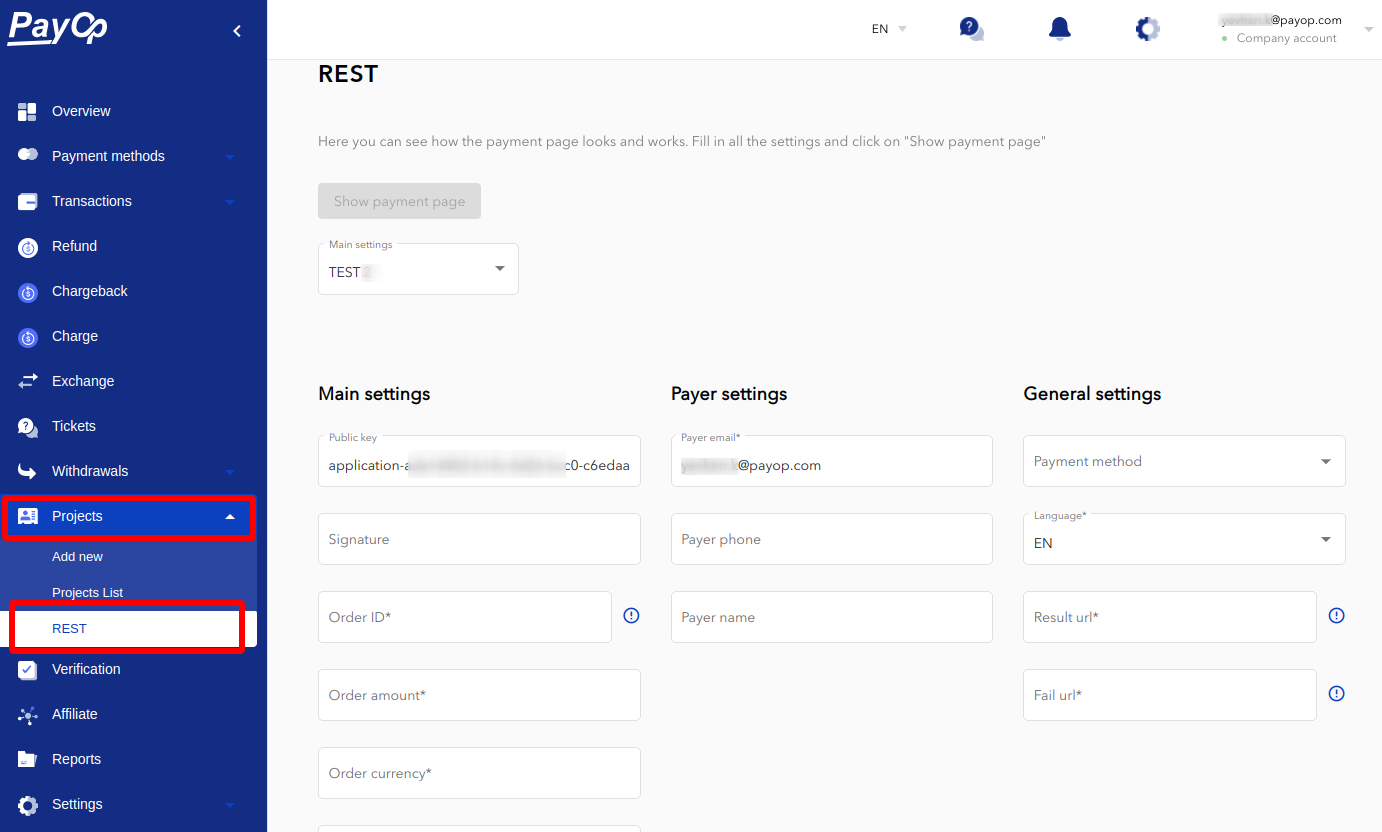 PayOp
EN
@payop.com
Company account
Overview
Payment methods
Transactions
Refund
Chargeback
Charge
Exchange
Tickets
Withdrawals
Projects
Add new
Projects List
REST
Verification
Affiliate
Reports
Settings
REST
Here you can see how the payment page looks and works. Fill in all the settings and click on "Show payment page"
Show payment page
Main settings
TEST
Main settings
Public key
application-a c0-c6edaa
Signature
Order ID*
Order amount*
Order currency*
Payer settings
Payer email*
@payop.com
Payer phone
Payer name
General settings
Payment method
Language*
EN
Result url*
Fail url*